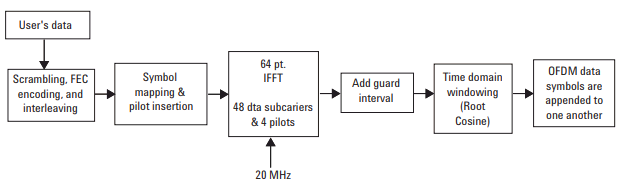 User's data
Scrambling, FEC
encoding, and
interleaving
Symbol
mapping &
pilot insertion
64 pt.
IFFT
48 dta subcariers
& 4 pilots
20 MHz
Add guard
interval
Time domain
windowing
(Root
Cosine)
OFDM data
symbols are
appended to
one another